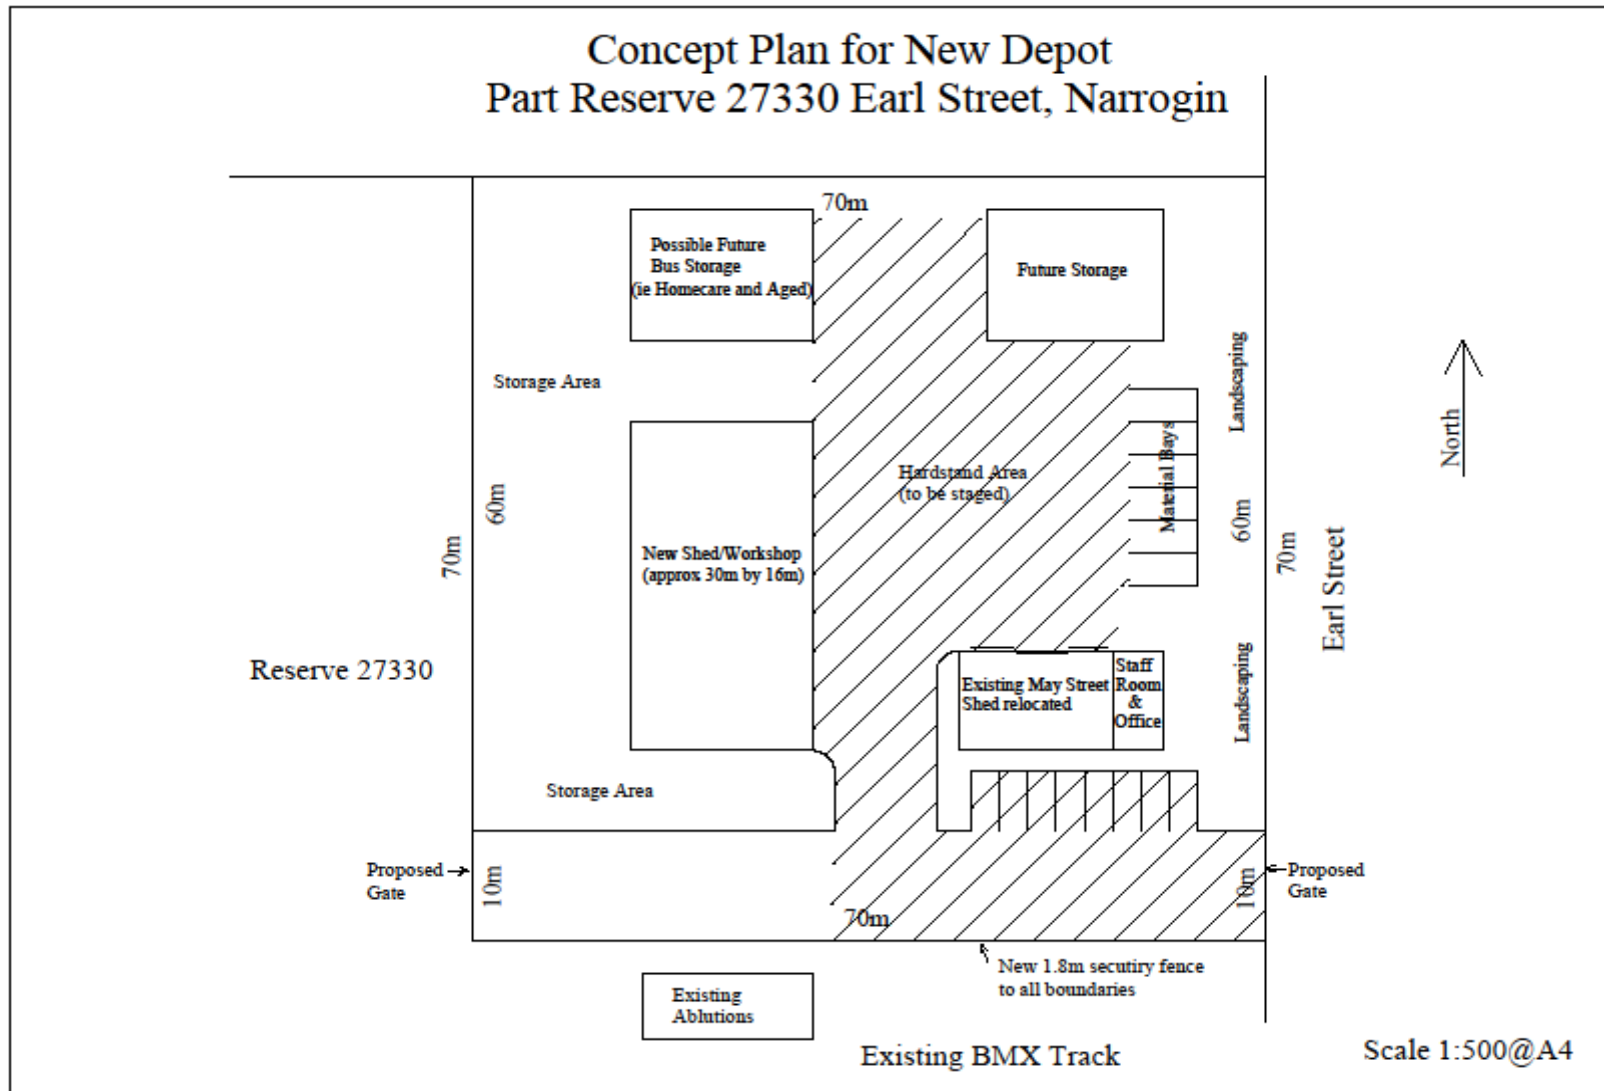 Concept Plan for New Depot
Part Reserve 27330 Earl Street, Narrogin
70m
Possible Future
Bus Storage
(ie Homecare and Aged)
Future Storage
Storage Area
Landscaping
North
Hardstand Area
(to be staged)
Material Bays
60m
60m
70m
70m
New Shed/Workshop
(approx 30m by 16m)
Earl Street
Reserve 27330
Existing May Street
Shed relocated
Staff
Room
&
Office
Landscaping
Storage Area
Proposed
Gate
10m
70m
10m
Proposed
Gate
New 1.8m secutiry fence
to all boundaries
Existing
Ablutions
Existing BMX Track
Scale 1:500@A4